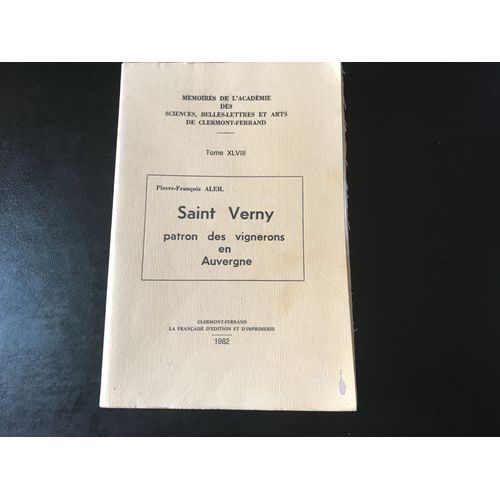 MÉMOIRES DE L'ACADÉMIE
DES
SCIENCES, BELLES-LETTRES ET ARTS
DE CLERMONT-FERRAND
Tome XLVIII
Pierre-François ALEIL
Saint Verny
patron des vignerons
en
Auvergne
CLERMONT-FERRAND
LA FRANÇAISE D'EDITION ET D'IMPRIMERIE
1982